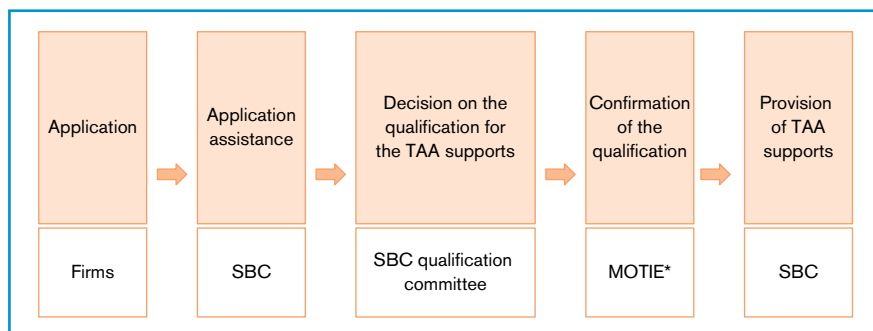 Application
Application
assistance
Decision on the
qualification for
the TAA supports
Confirmation
of the
qualification
Provision
of TAA
supports
Firms
SBC
SBC qualification
committee
MOTIE*
SBC